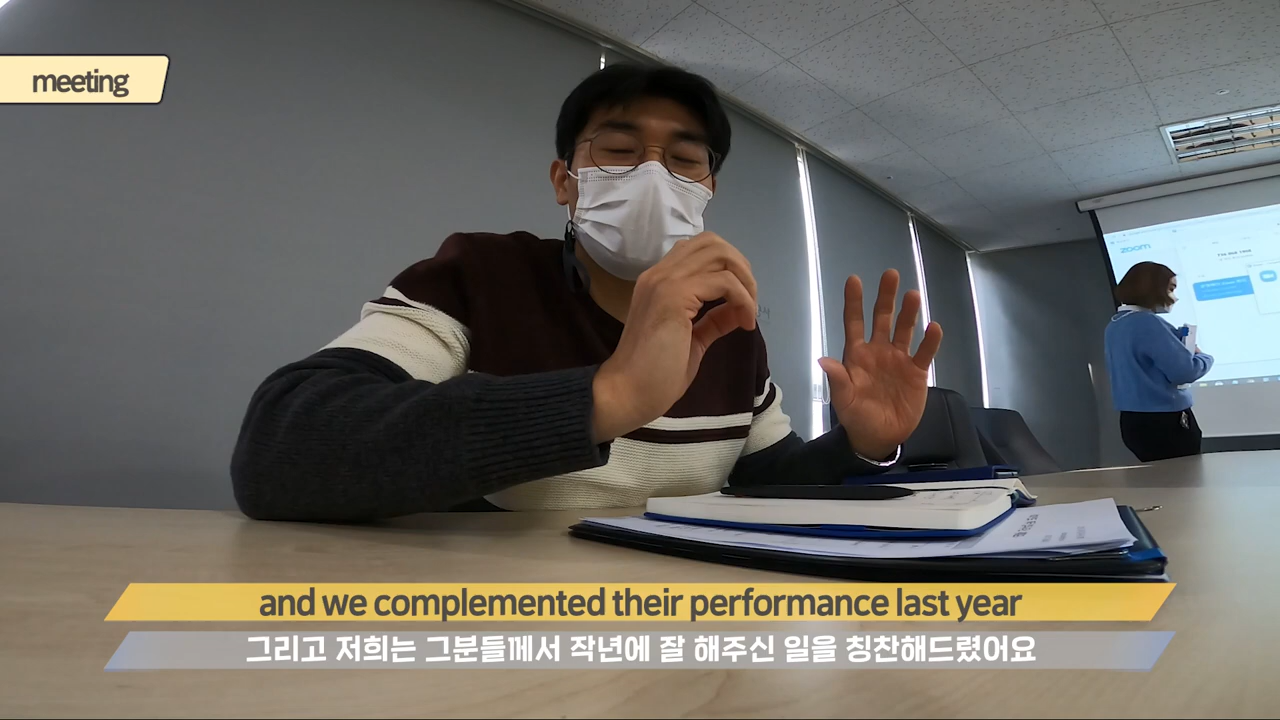 meeting
zoom
and we complemented their performance last year
그리고 저희는 그분들께서 작년에 잘 해주신 일을 칭찬해드렸어요